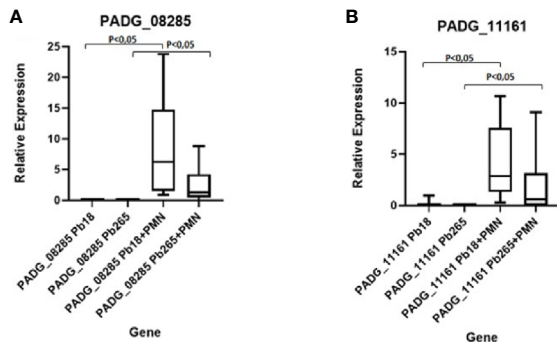 A
PADG_08285
P<0,05
P<0,05
Relative Expression
25
20
15
10
5
0
PADG_08285 Pb18
PADG_08285 Pb265
PADG_08285 Pb18+PMN
PADG_08285 Pb265+PMN
Gene
B
PADG_11161
P<0,05
P<0,05
Relative Expression
15
10
5
0
PADG_11161 Pb18
PADG_11161 Pb265
PADG_11161 Pb18+PMN
PADG_11161 Pb265+PMN
Gene